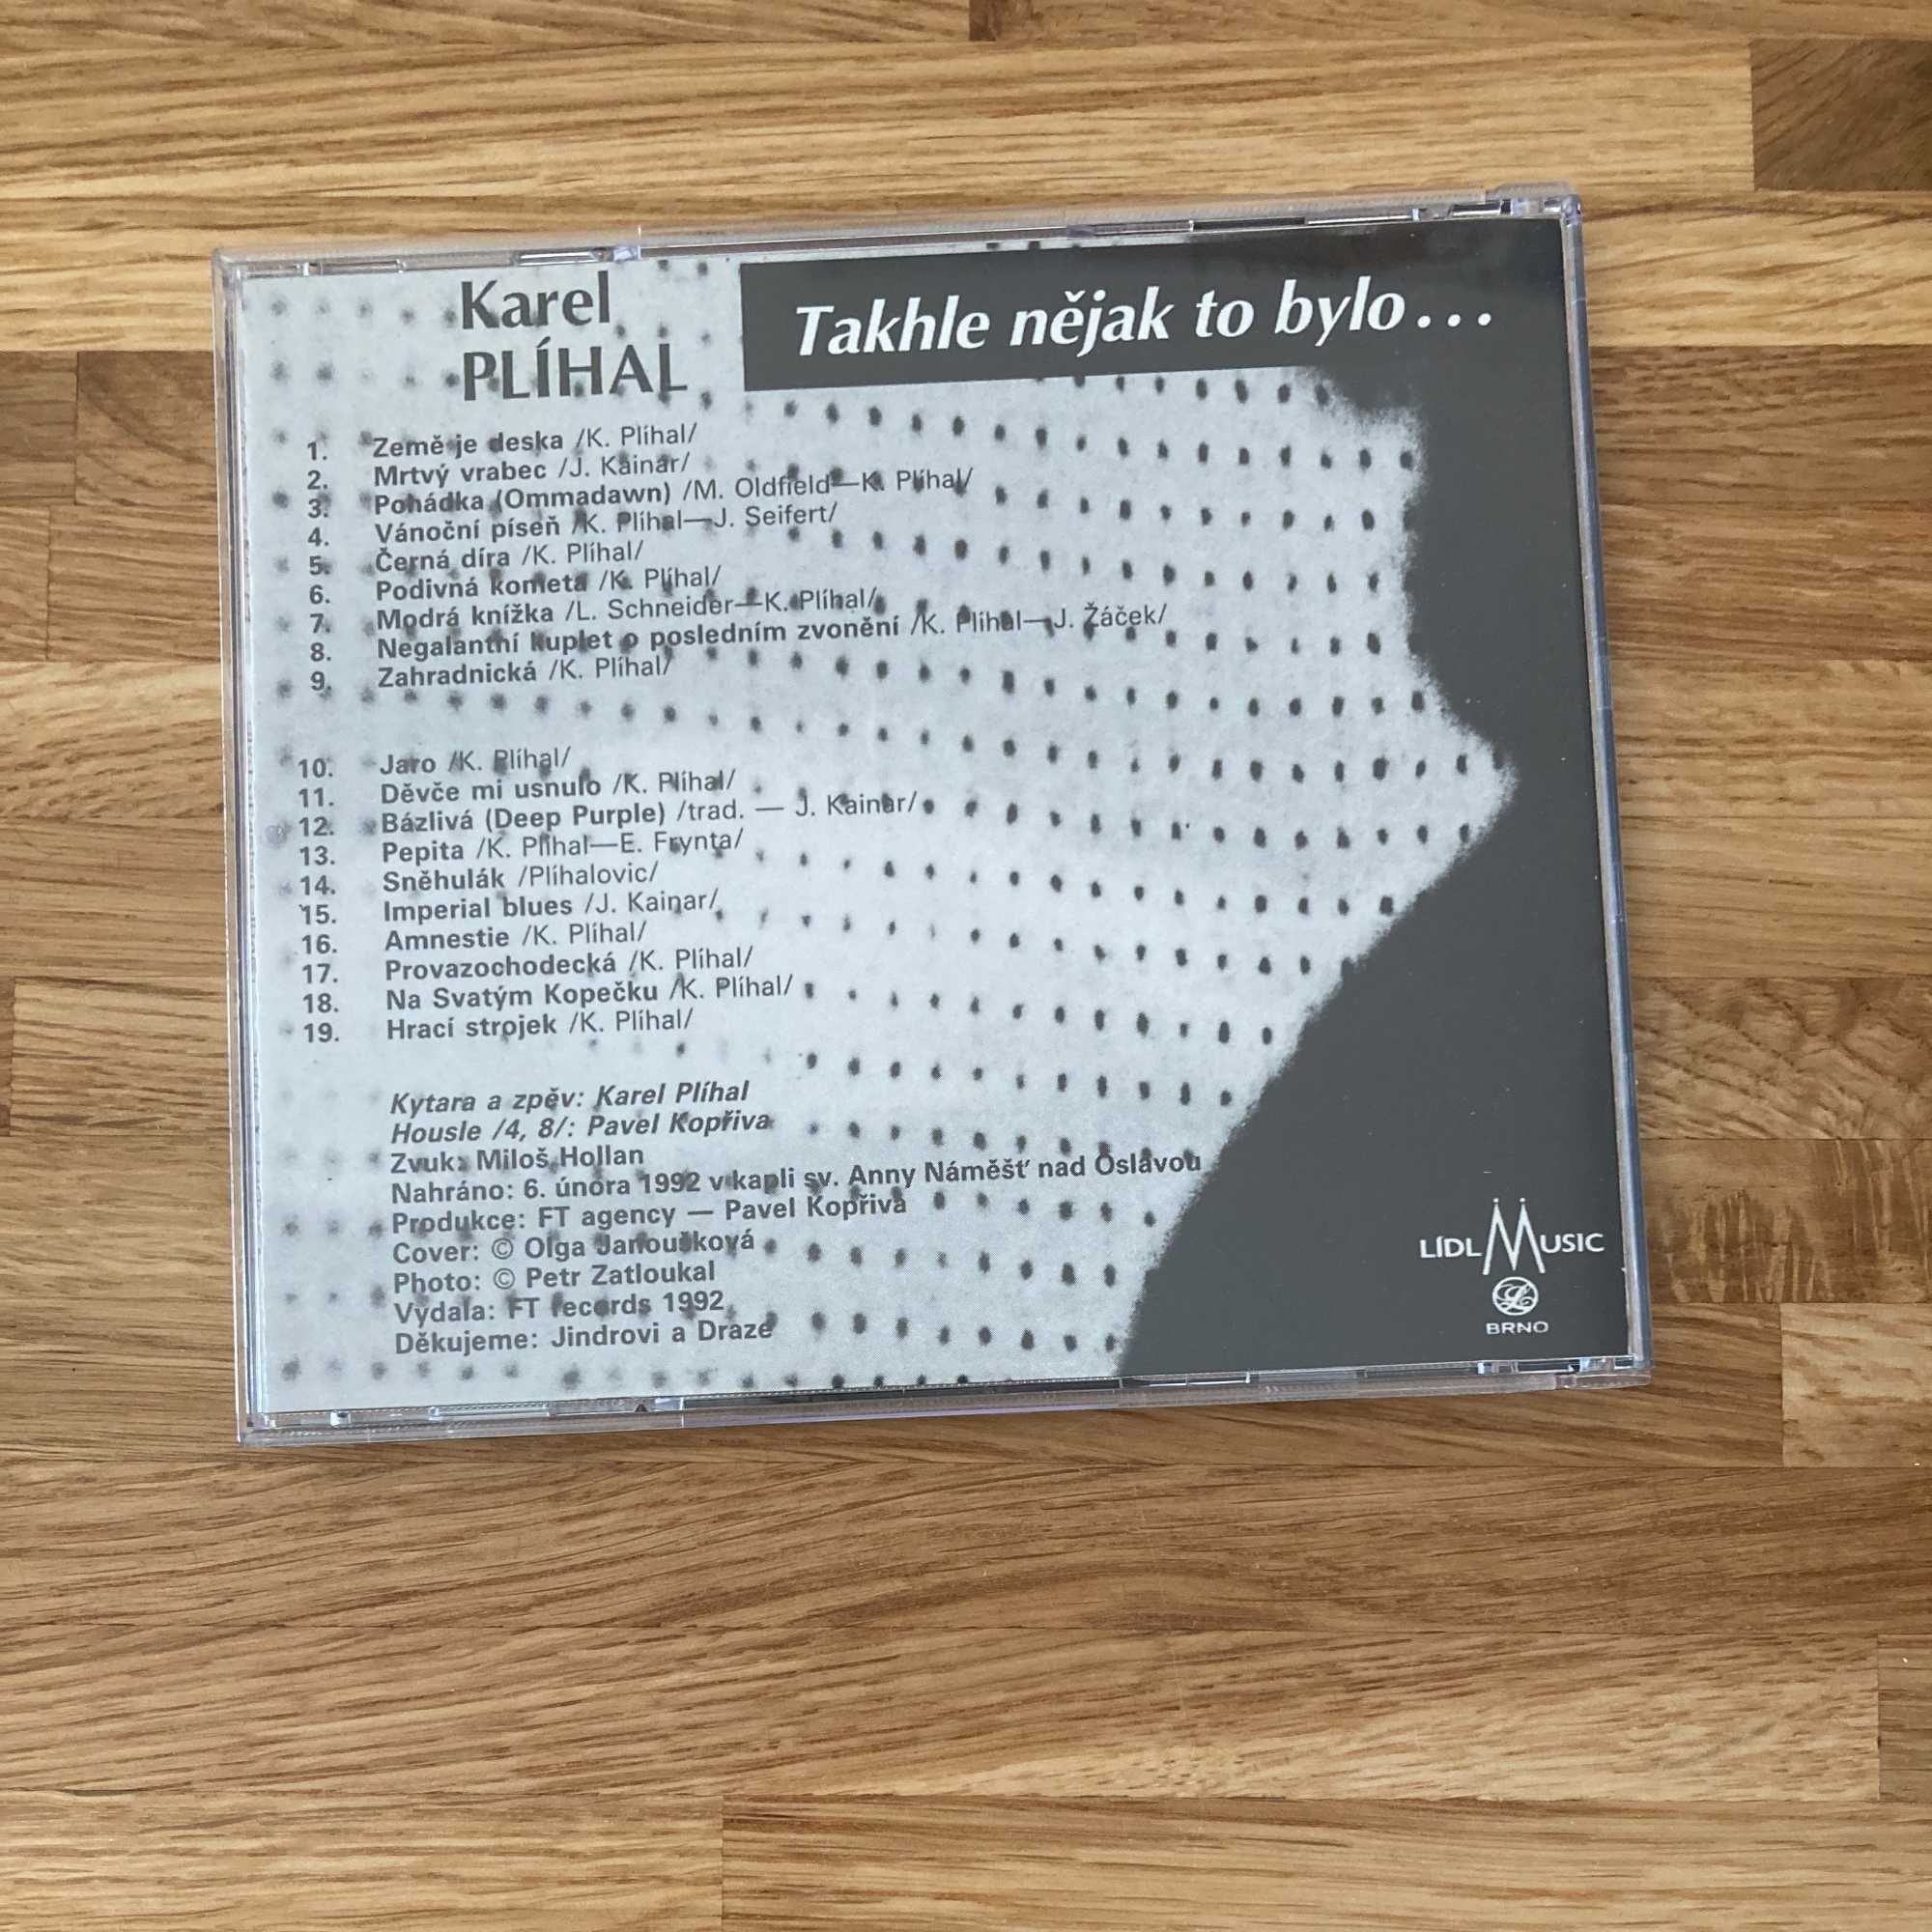 Karel
PLÍHAL
Takhle nějak to bylo...
1. Země je deska /K. Plíhal/
2. Mrtvý vrabec /J. Kainar/
3. Pohádka (Ommadawn) /M. Oldfield—K. Plíhal/
4. Vánoční píseň /K. Plíhal—J. Seifert/
5. Černá díra /K. Plíhal/
6. Podivná kometa /K. Plíhal/
7. Modrá knížka /L. Schneider—K. Plíhal/
8. Negalantní kuplet o posledním zvonění /K. Plíhal—J. Žáček/
9. Zahradnická /K. Plíhal/
10. Jaro /K. Plíhal/
11. Děvče mi usnulo /K. Plíhal/
12. Bázlivá (Deep Purple) /trad. — J. Kainar/
13. Pepita /K. Plíhal—E. Frynta/
14. Sněhulák /Plíhalovic/
15. Imperial blues /J. Kainar/
16. Amnestie /K. Plíhal/
17. Provazochodecká /K. Plíhal/
18. Na Svatým Kopečku /K. Plíhal/
19. Hrací strojek /K. Plíhal/
Kytara a zpěv: Karel Plíhal
Housle /4, 8/: Pavel Kopřiva
Zvuk: Miloš Hollan
Nahráno: 6. února 1992 v kapli sv. Anny Náměšť nad Oslavou
Produkce: FT agency — Pavel Kopřiva
Cover: © Olga Janoušková
Photo: © Petr Zatloukal
Vydala: FT records 1992
Děkujeme: Jindrovi a Draze
LÍDL MUSIC
BRNO